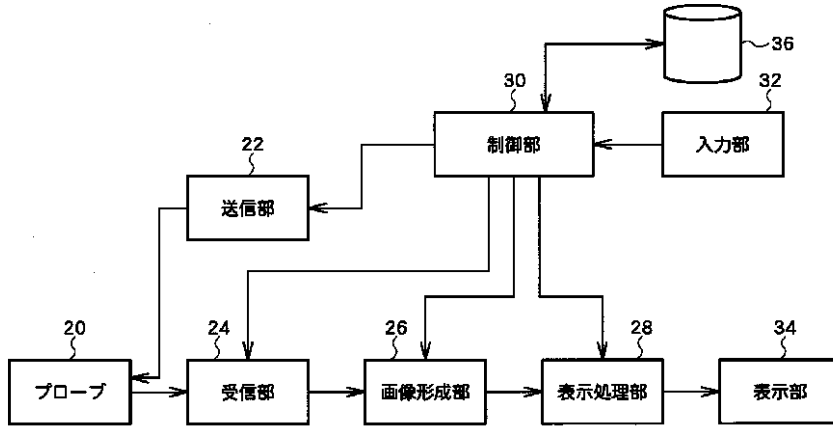 36
30
32
制御部
入力部
22
送信部
20
24
26
28
34
プローブ
受信部
画像形成部
表示処理部
表示部